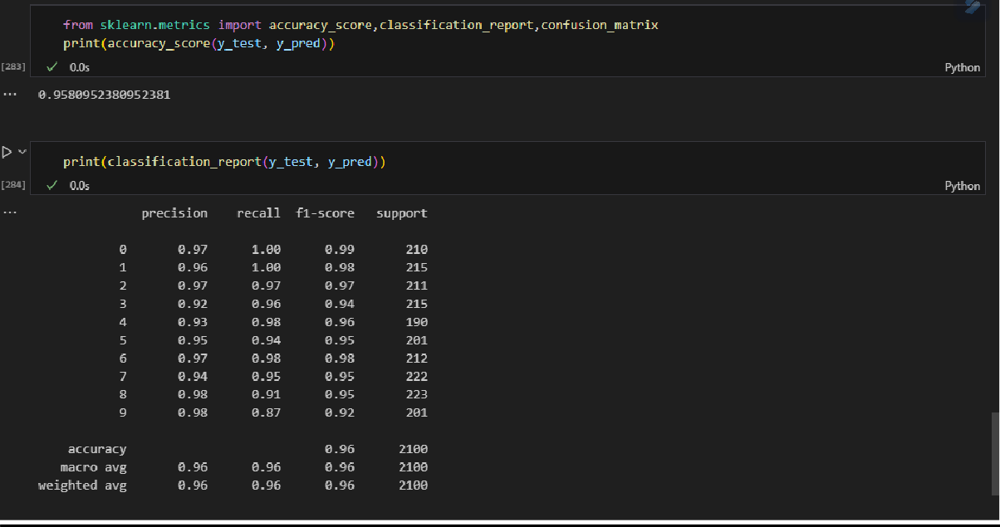 from sklearn.metrics import accuracy_score,classification_report,confusion_matrix
print(accuracy_score(y_test, y_pred))
[283] 0.0s Python
... 0.9580952380952381
print(classification_report(y_test, y_pred))
[284] 0.0s Python
... precision recall f1-score support
0 0.97 1.00 0.99 210
1 0.96 1.00 0.98 215
2 0.97 0.97 0.97 211
3 0.92 0.96 0.94 215
4 0.93 0.98 0.96 190
5 0.95 0.94 0.95 201
6 0.97 0.98 0.98 212
7 0.94 0.95 0.95 222
8 0.98 0.91 0.95 223
9 0.98 0.87 0.92 201
accuracy 0.96 2100
macro avg 0.96 0.96 0.96 2100
weighted avg 0.96 0.96 0.96 2100